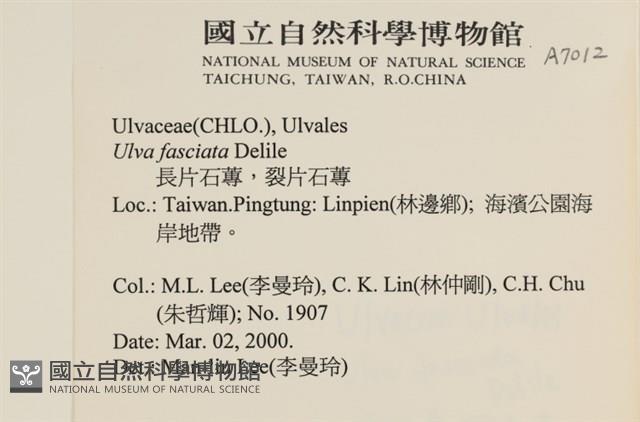 國立自然科學博物館
NATIONAL MUSEUM OF NATURAL SCIENCE
TAICHUNG, TAIWAN, R.O.CHINA
A7012
Ulvaceae(CHLO.), Ulvales
Ulva fasciata Delile
長片石蓴，裂片石蓴
Loc.: Taiwan.Pingtung: Linpien(林邊鄉); 海濱公園海
岸地帶。
Col.: M.L. Lee(李曼玲), C. K. Lin(林仲剛), C.H. Chu
(朱哲輝); No. 1907
Date: Mar. 02, 2000.
Det.: Manlin Lee(李曼玲)
國立自然科學博物館
NATIONAL MUSEUM OF NATURAL SCIENCE